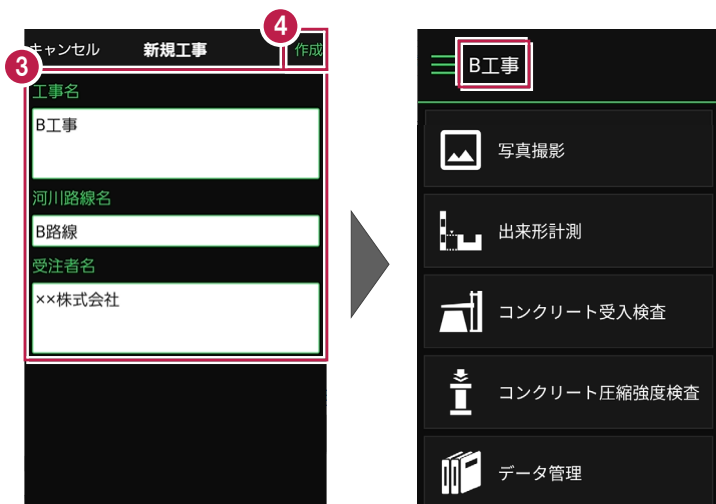 4
キャンセル 新規工事 作成
3
工事名
B工事
河川路線名
B路線
受注者名
××株式会社
B工事
写真撮影
出来形計測
コンクリート受入検査
コンクリート圧縮強度検査
データ管理